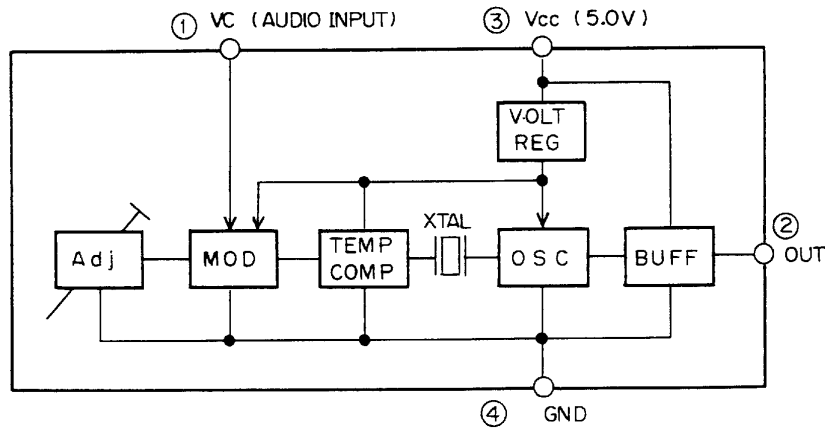 ① VC (AUDIO INPUT)
③ Vcc (5.0V)
VOLT
REG
XTAL
②
Adj
MOD
TEMP
COMP
OSC
BUFF
OUT
④ GND